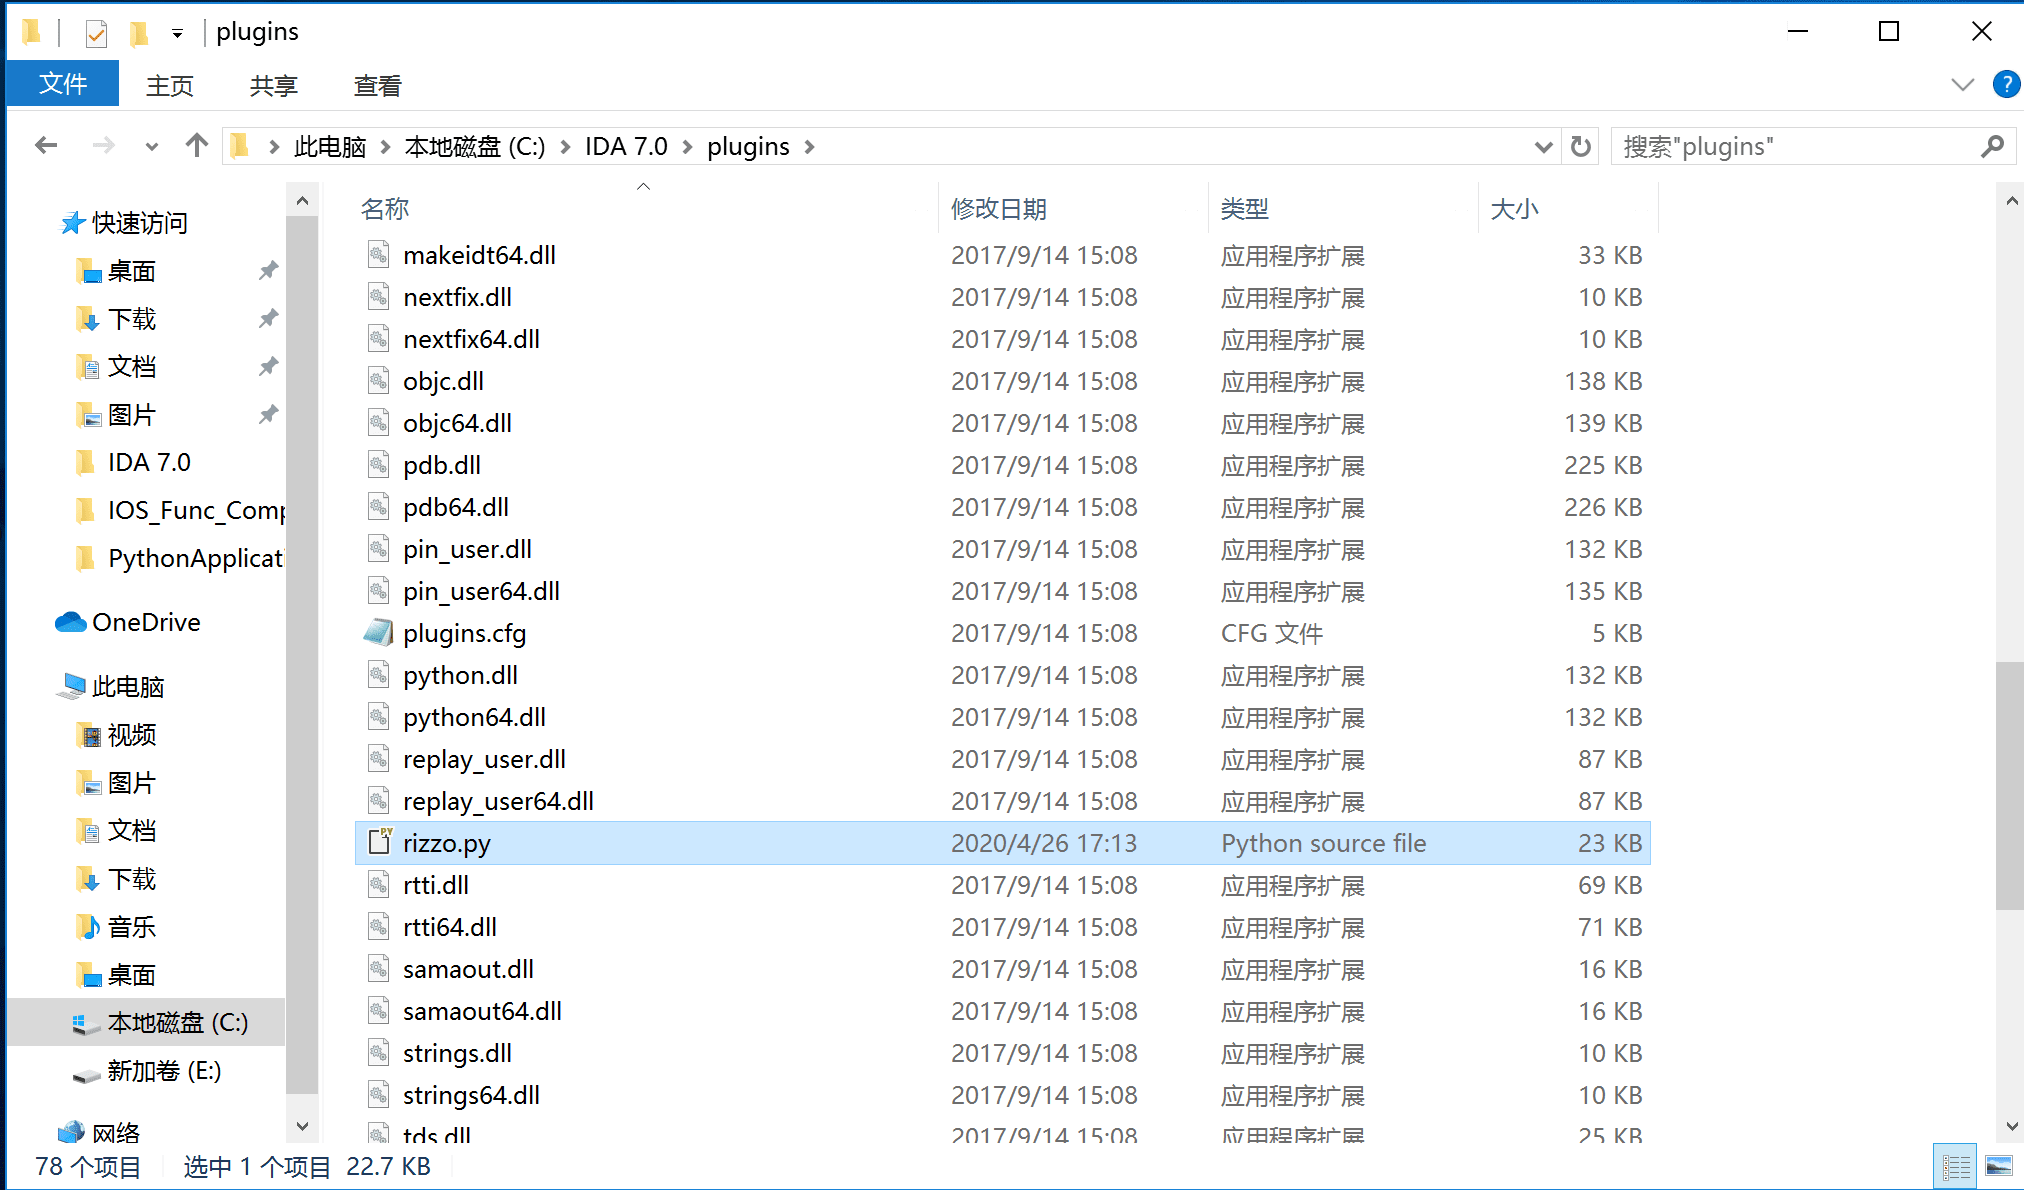 plugins
文件 主页 共享 查看
此电脑 本地磁盘 (C:) IDA 7.0 plugins 搜索"plugins"
名称 修改日期 类型 大小
快速访问
桌面
下载
文档
图片
IDA 7.0
IOS_Func_Comp
PythonApplicati
OneDrive
此电脑
视频
图片
文档
下载
音乐
桌面
本地磁盘 (C:)
新加卷 (E:)
网络
makeidt64.dll 2017/9/14 15:08 应用程序扩展 33 KB
nextfix.dll 2017/9/14 15:08 应用程序扩展 10 KB
nextfix64.dll 2017/9/14 15:08 应用程序扩展 10 KB
objc.dll 2017/9/14 15:08 应用程序扩展 138 KB
objc64.dll 2017/9/14 15:08 应用程序扩展 139 KB
pdb.dll 2017/9/14 15:08 应用程序扩展 225 KB
pdb64.dll 2017/9/14 15:08 应用程序扩展 226 KB
pin_user.dll 2017/9/14 15:08 应用程序扩展 132 KB
pin_user64.dll 2017/9/14 15:08 应用程序扩展 135 KB
plugins.cfg 2017/9/14 15:08 CFG 文件 5 KB
python.dll 2017/9/14 15:08 应用程序扩展 132 KB
python64.dll 2017/9/14 15:08 应用程序扩展 132 KB
replay_user.dll 2017/9/14 15:08 应用程序扩展 87 KB
replay_user64.dll 2017/9/14 15:08 应用程序扩展 87 KB
rizzo.py 2020/4/26 17:13 Python source file 23 KB
rtti.dll 2017/9/14 15:08 应用程序扩展 69 KB
rtti64.dll 2017/9/14 15:08 应用程序扩展 71 KB
samaout.dll 2017/9/14 15:08 应用程序扩展 16 KB
samaout64.dll 2017/9/14 15:08 应用程序扩展 16 KB
strings.dll 2017/9/14 15:08 应用程序扩展 10 KB
strings64.dll 2017/9/14 15:08 应用程序扩展 10 KB
tds.dll 2017/9/14 15:08 应用程序扩展 25 KB
78 个项目 选中 1 个项目 22.7 KB